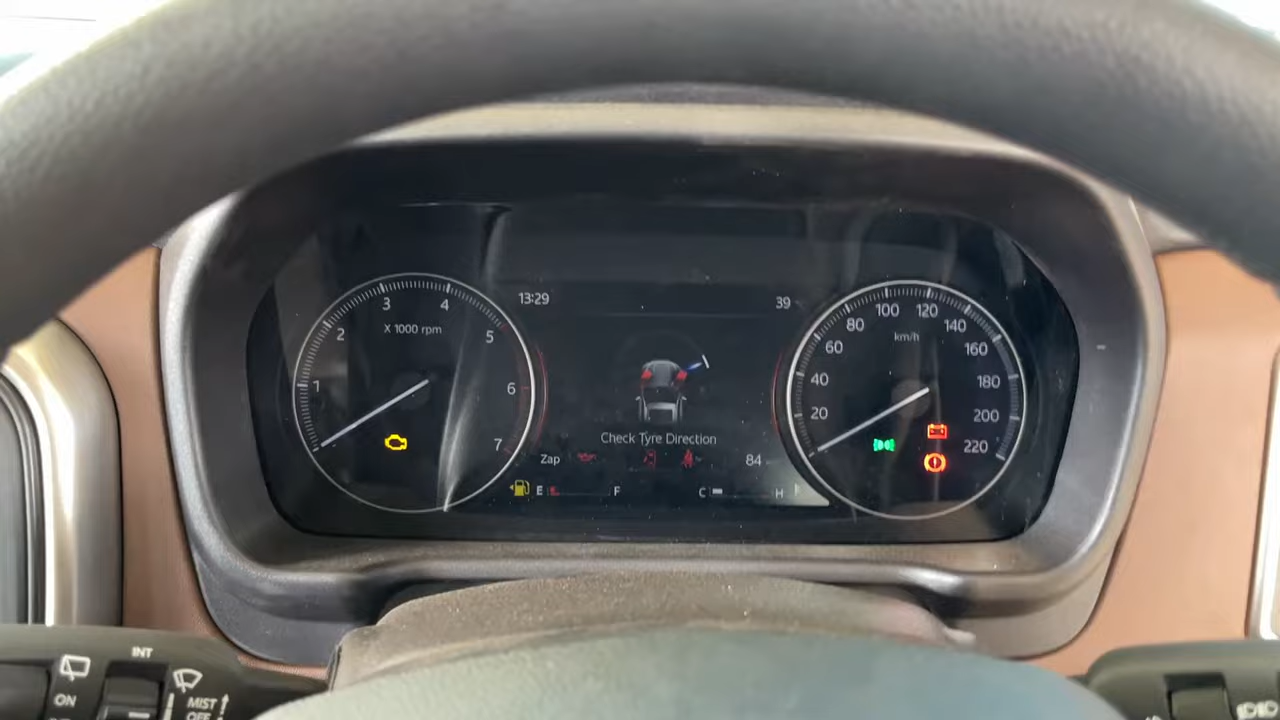 13:29
39
3 4
2 5
X 1000 rpm
1 6
7
100 120
80 140
km/h
60 160
40 180
20 200
220
Check Tyre Direction
Zap 84
E F C H
INT
ON
MIST
OFF